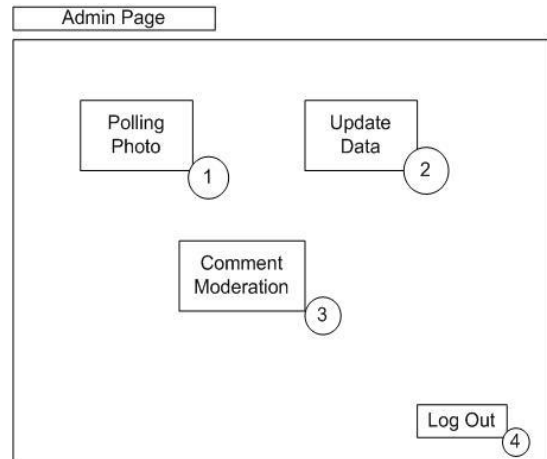 Admin Page
Polling
Photo
1
Update
Data
2
Comment
Moderation
3
Log Out
4